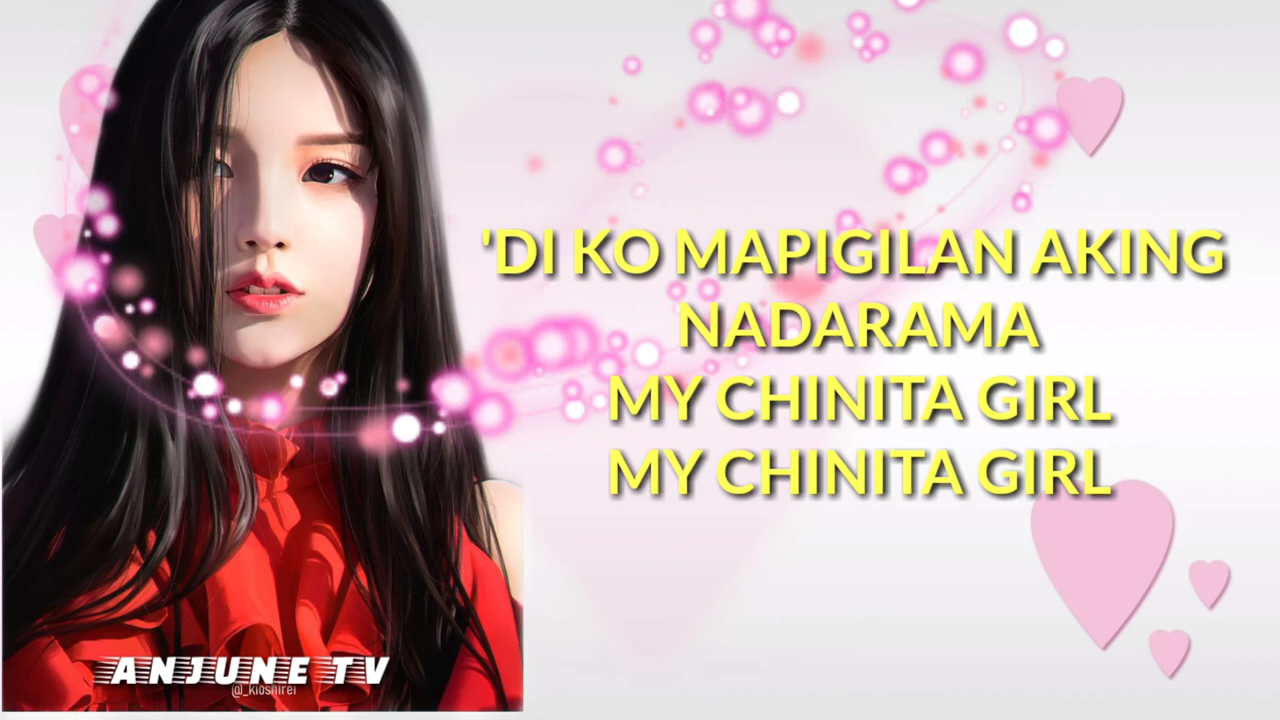 'DI KO MAPIGILAN AKING
NADARAMA
MY CHINITA GIRL
MY CHINITA GIRL
ANJUNE TV